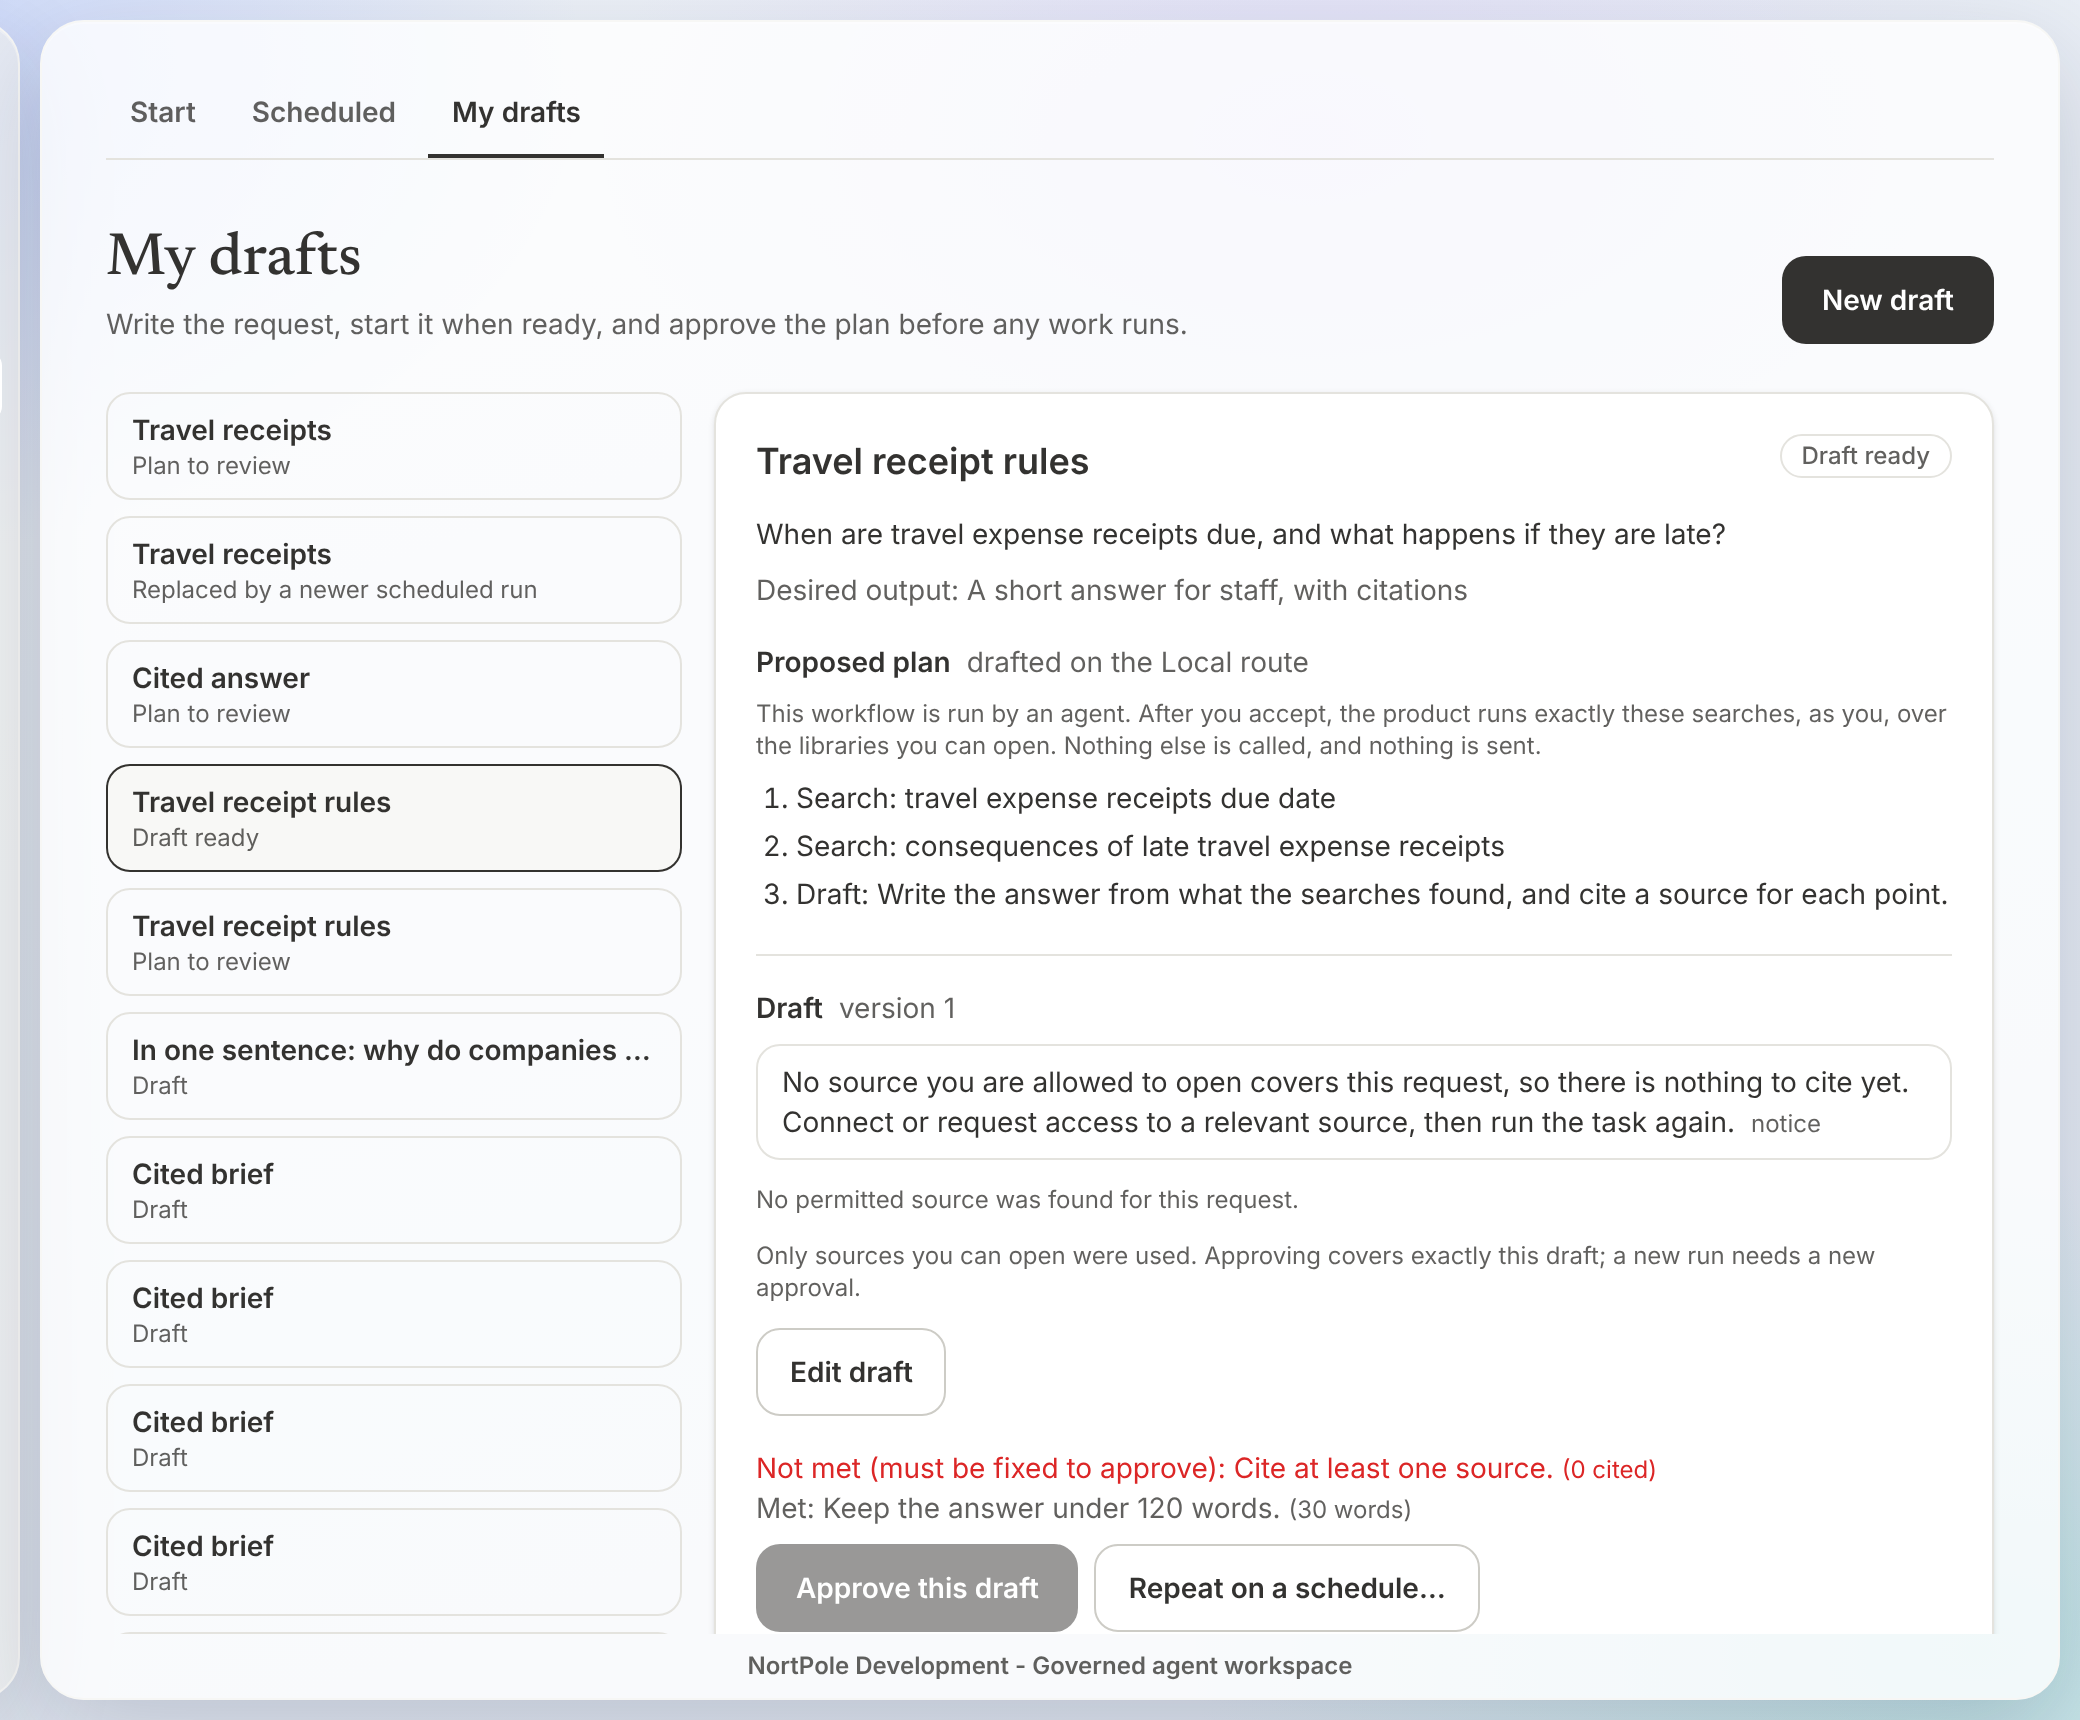 Start
Scheduled
My drafts
My drafts
Write the request, start it when ready, and approve the plan before any work runs.
New draft
Travel receipts
Plan to review
Travel receipts
Replaced by a newer scheduled run
Cited answer
Plan to review
Travel receipt rules
Draft ready
Travel receipt rules
Plan to review
In one sentence: why do companies ...
Draft
Cited brief
Draft
Cited brief
Draft
Cited brief
Draft
Cited brief
Draft
Travel receipt rules
Draft ready
When are travel expense receipts due, and what happens if they are late?
Desired output: A short answer for staff, with citations
Proposed plan drafted on the Local route
This workflow is run by an agent. After you accept, the product runs exactly these searches, as you, over
the libraries you can open. Nothing else is called, and nothing is sent.
1. Search: travel expense receipts due date
2. Search: consequences of late travel expense receipts
3. Draft: Write the answer from what the searches found, and cite a source for each point.
Draft version 1
No source you are allowed to open covers this request, so there is nothing to cite yet.
Connect or request access to a relevant source, then run the task again. notice
No permitted source was found for this request.
Only sources you can open were used. Approving covers exactly this draft; a new run needs a new
approval.
Edit draft
Not met (must be fixed to approve): Cite at least one source. (0 cited)
Met: Keep the answer under 120 words. (30 words)
Approve this draft
Repeat on a schedule...
NortPole Development - Governed agent workspace